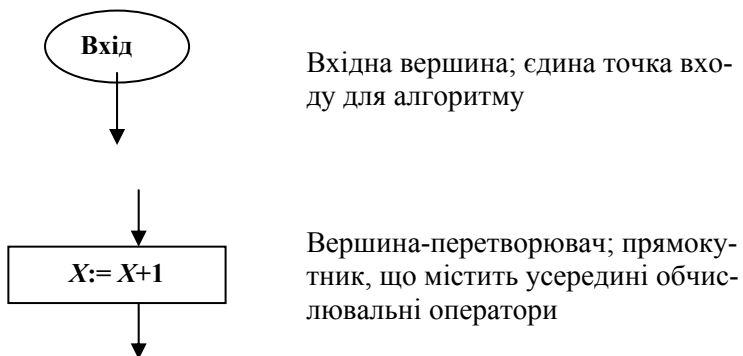 Вхід
Вхідна вершина; єдина точка вхо-
ду для алгоритму
X:= X+1
Вершина-перетворювач; прямоку-
тник, що містить усередині обчис-
лювальні оператори